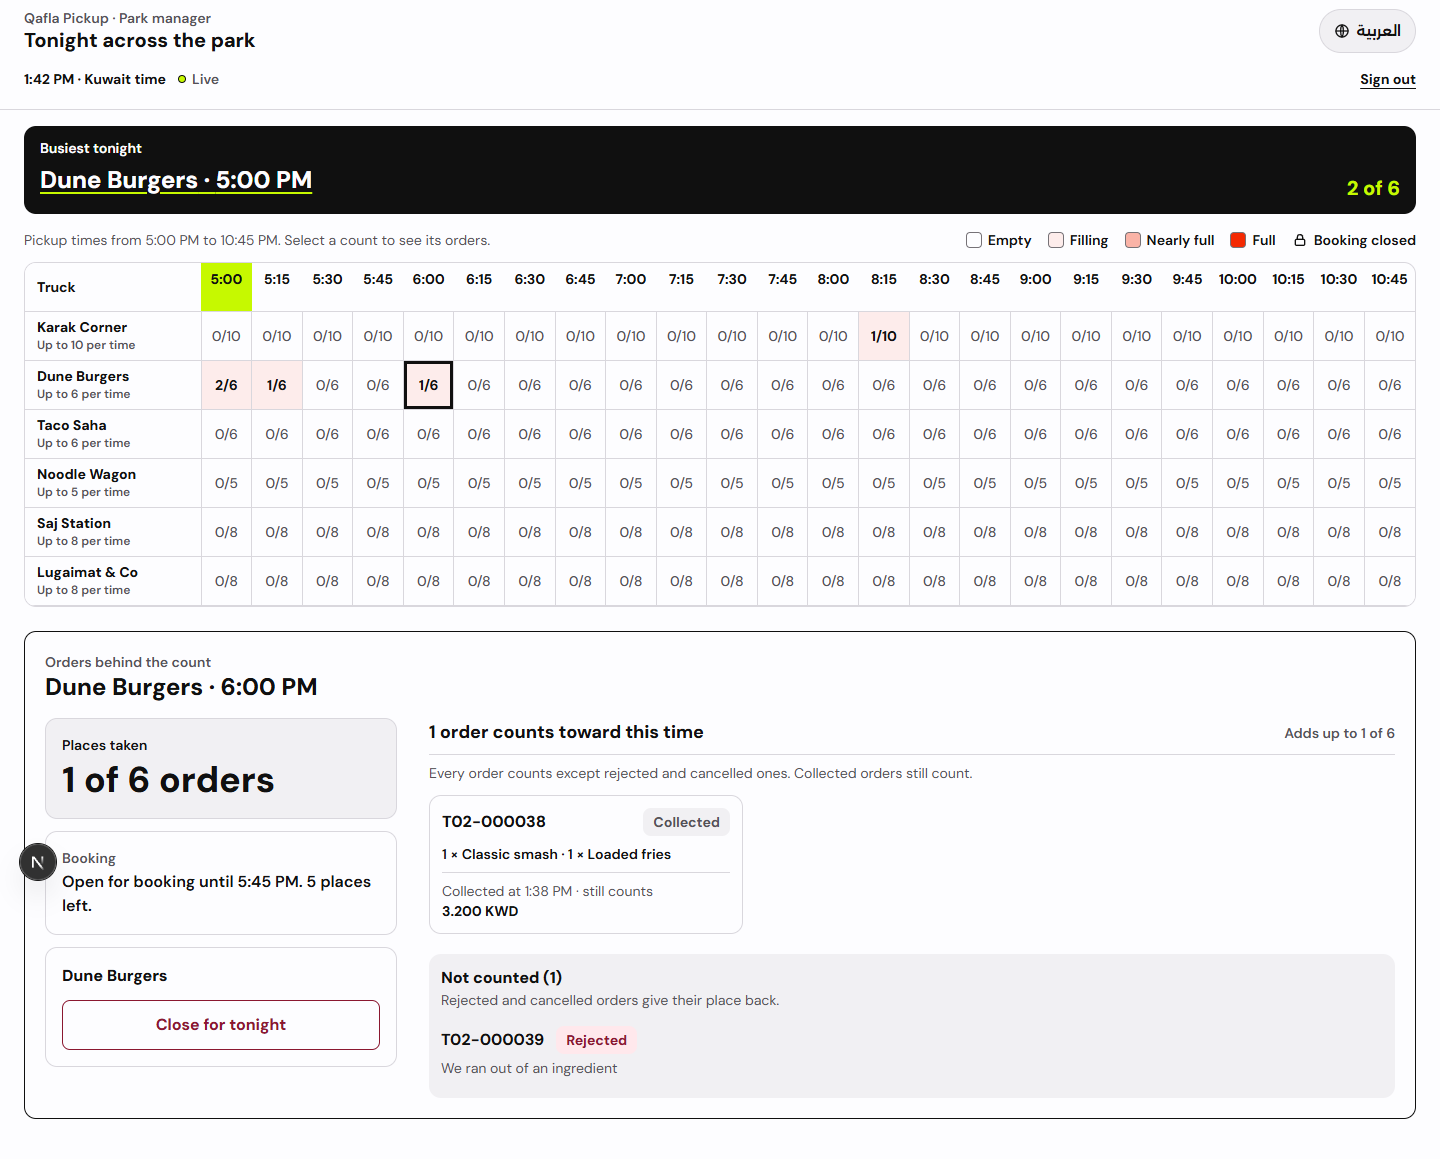 Qafla Pickup · Park manager
Tonight across the park
العربية
1:42 PM · Kuwait time
Live
Sign out
Busiest tonight
Dune Burgers · 5:00 PM
2 of 6
Pickup times from 5:00 PM to 10:45 PM. Select a count to see its orders.
Empty Filling Nearly full Full Booking closed
Truck 5:00 5:15 5:30 5:45 6:00 6:15 6:30 6:45 7:00 7:15 7:30 7:45 8:00 8:15 8:30 8:45 9:00 9:15 9:30 9:45 10:00 10:15 10:30 10:45
Karak Corner
Up to 10 per time
0/10 0/10 0/10 0/10 0/10 0/10 0/10 0/10 0/10 0/10 0/10 0/10 0/10 1/10 0/10 0/10 0/10 0/10 0/10 0/10 0/10 0/10 0/10 0/10
Dune Burgers
Up to 6 per time
2/6 1/6 0/6 0/6 1/6 0/6 0/6 0/6 0/6 0/6 0/6 0/6 0/6 0/6 0/6 0/6 0/6 0/6 0/6 0/6 0/6 0/6 0/6 0/6
Taco Saha
Up to 6 per time
0/6 0/6 0/6 0/6 0/6 0/6 0/6 0/6 0/6 0/6 0/6 0/6 0/6 0/6 0/6 0/6 0/6 0/6 0/6 0/6 0/6 0/6 0/6 0/6
Noodle Wagon
Up to 5 per time
0/5 0/5 0/5 0/5 0/5 0/5 0/5 0/5 0/5 0/5 0/5 0/5 0/5 0/5 0/5 0/5 0/5 0/5 0/5 0/5 0/5 0/5 0/5 0/5
Saj Station
Up to 8 per time
0/8 0/8 0/8 0/8 0/8 0/8 0/8 0/8 0/8 0/8 0/8 0/8 0/8 0/8 0/8 0/8 0/8 0/8 0/8 0/8 0/8 0/8 0/8 0/8
Lugaimat & Co
Up to 8 per time
0/8 0/8 0/8 0/8 0/8 0/8 0/8 0/8 0/8 0/8 0/8 0/8 0/8 0/8 0/8 0/8 0/8 0/8 0/8 0/8 0/8 0/8 0/8 0/8
Orders behind the count
Dune Burgers · 6:00 PM
Places taken
1 of 6 orders
N
Booking
Open for booking until 5:45 PM. 5 places
left.
Dune Burgers
Close for tonight
1 order counts toward this time
Adds up to 1 of 6
Every order counts except rejected and cancelled ones. Collected orders still count.
T02-000038
Collected
1 × Classic smash · 1 × Loaded fries
Collected at 1:38 PM · still counts
3.200 KWD
Not counted (1)
Rejected and cancelled orders give their place back.
T02-000039
Rejected
We ran out of an ingredient